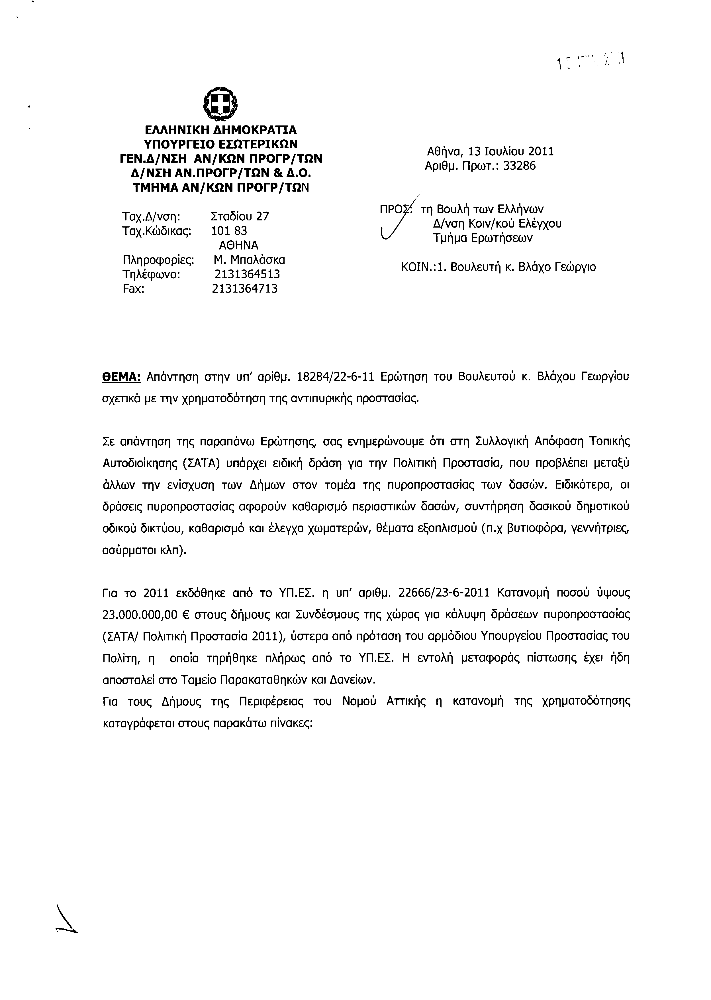 ΕΛΛΗΝΙΚΗ ΔΗΜΟΚΡΑΤΙΑ
ΥΠΟΥΡΓΕΙΟ ΕΣΩΤΕΡΙΚΩΝ
ΓΕΝ.Δ/ΝΣΗ ΑΝ/ΚΩΝ ΠΡΟΓΡ/ΤΩΝ
Δ/ΝΣΗ ΑΝ.ΠΡΟΓΡ/ΤΩΝ & Δ.Ο.
ΤΜΗΜΑ ΑΝ/ΚΩΝ ΠΡΟΓΡ/ΤΩΝ
Ταχ.Δ/νση: Σταδίου 27
Ταχ.Κώδικας: 101 83
ΑΘΗΝΑ
Πληροφορίες: Μ. Μπαλάσκα
Τηλέφωνο: 2131364513
Fax: 2131364713
Αθήνα, 13 Ιουλίου 2011
Αριθμ. Πρωτ.: 33286
ΠΡΟΣ: τη Βουλή των Ελλήνων
Δ/νση Κοιν/κού Ελέγχου
Τμήμα Ερωτήσεων
ΚΟΙΝ.:1. Βουλευτή κ. Βλάχο Γεώργιο
ΘΕΜΑ: Απάντηση στην υπ' αρίθμ. 18284/22-6-11 Ερώτηση του Βουλευτού κ. Βλάχου Γεωργίου
σχετικά με την χρηματοδότηση της αντιπυρικής προστασίας.
Σε απάντηση της παραπάνω Ερώτησης, σας ενημερώνουμε ότι στη Συλλογική Απόφαση Τοπικής
Αυτοδιοίκησης (ΣΑΤΑ) υπάρχει ειδική δράση για την Πολιτική Προστασία, που προβλέπει μεταξύ
άλλων την ενίσχυση των Δήμων στον τομέα της πυροπροστασίας των δασών. Ειδικότερα, οι
δράσεις πυροπροστασίας αφορούν καθαρισμό περιαστικών δασών, συντήρηση δασικού δημοτικού
οδικού δικτύου, καθαρισμό και έλεγχο χωματερών, θέματα εξοπλισμού (π.χ βυτιοφόρα, γεννήτριες,
ασύρματοι κλπ).
Για το 2011 εκδόθηκε από το ΥΠ.ΕΣ. η υπ' αριθμ. 22666/23-6-2011 Κατανομή ποσού ύψους
23.000.000,00 € στους δήμους και Συνδέσμους της χώρας για κάλυψη δράσεων πυροπροστασίας
(ΣΑΤΑ/ Πολιτική Προστασία 2011), ύστερα από πρόταση του αρμόδιου Υπουργείου Προστασίας του
Πολίτη, η οποία τηρήθηκε πλήρως από το ΥΠ.ΕΣ. Η εντολή μεταφοράς πίστωσης έχει ήδη
αποσταλεί στο Ταμείο Παρακαταθηκών και Δανείων.
Για τους Δήμους της Περιφέρειας του Νομού Αττικής η κατανομή της χρηματοδότησης
καταγράφεται στους παρακάτω πίνακες: